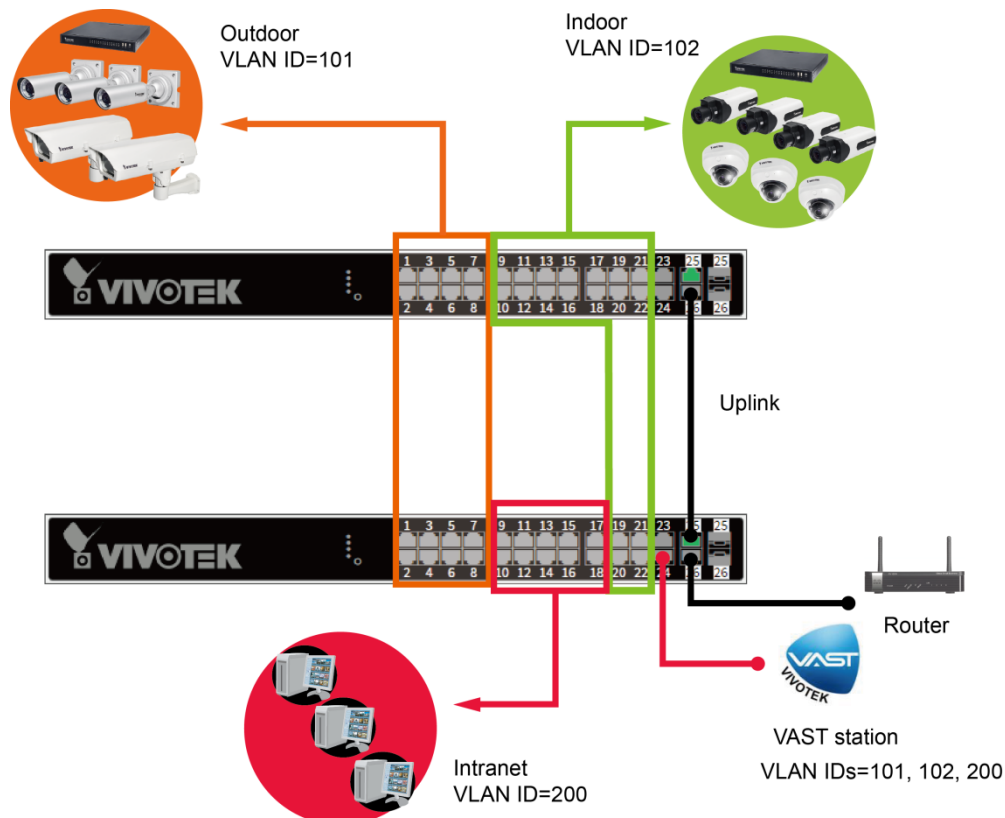 Outdoor
VLAN ID=101
Indoor
VLAN ID=102
VIVOTEK
1 3 5 7 9 11 13 15 17 19 21 23 25 25
2 4 6 8 10 12 14 16 18 20 22 24 26 26
Uplink
VIVOTEK
1 3 5 7 9 11 13 15 17 19 21 23 25 25
2 4 6 8 10 12 14 16 18 20 22 24 26 26
Router
VAST
VIVOTEK
VAST station
VLAN IDs=101, 102, 200
Intranet
VLAN ID=200